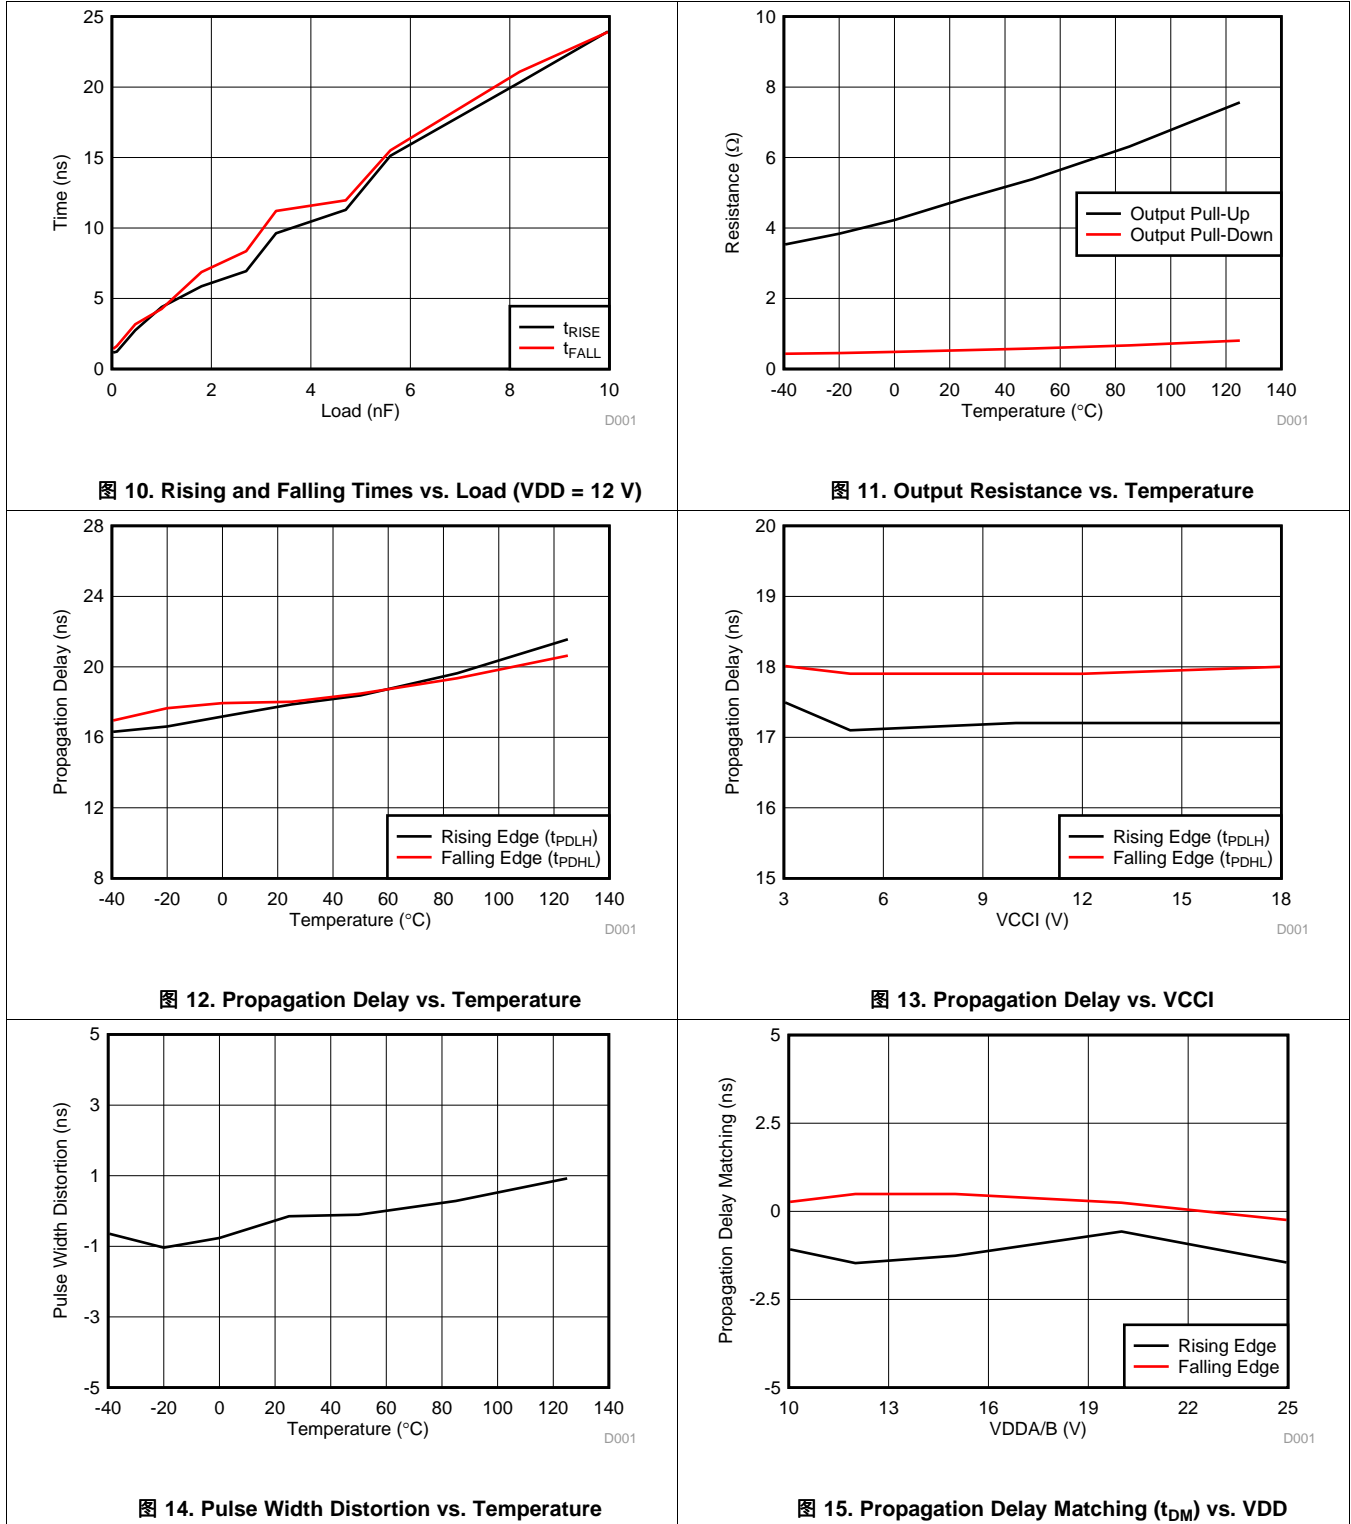 25
20
15
10
5
0
Time (ns)
0 2 4 6 8 10
Load (nF)
tRISE
tFALL
D001
图 10. Rising and Falling Times vs. Load (VDD = 12 V)
10
8
6
4
2
0
Resistance (Ω)
-40 -20 0 20 40 60 80 100 120 140
Temperature (°C)
Output Pull-Up
Output Pull-Down
D001
图 11. Output Resistance vs. Temperature
28
24
20
16
12
8
Propagation Delay (ns)
-40 -20 0 20 40 60 80 100 120 140
Temperature (°C)
Rising Edge (tPDLH)
Falling Edge (tPDHL)
D001
图 12. Propagation Delay vs. Temperature
20
19
18
17
16
15
Propagation Delay (ns)
3 6 9 12 15 18
VCCI (V)
Rising Edge (tPDLH)
Falling Edge (tPDHL)
D001
图 13. Propagation Delay vs. VCCI
5
3
1
-1
-3
-5
Pulse Width Distortion (ns)
-40 -20 0 20 40 60 80 100 120 140
Temperature (°C)
D001
图 14. Pulse Width Distortion vs. Temperature
5
2.5
0
-2.5
-5
Propagation Delay Matching (ns)
10 13 16 19 22 25
VDDA/B (V)
Rising Edge
Falling Edge
D001
图 15. Propagation Delay Matching (tDM) vs. VDD